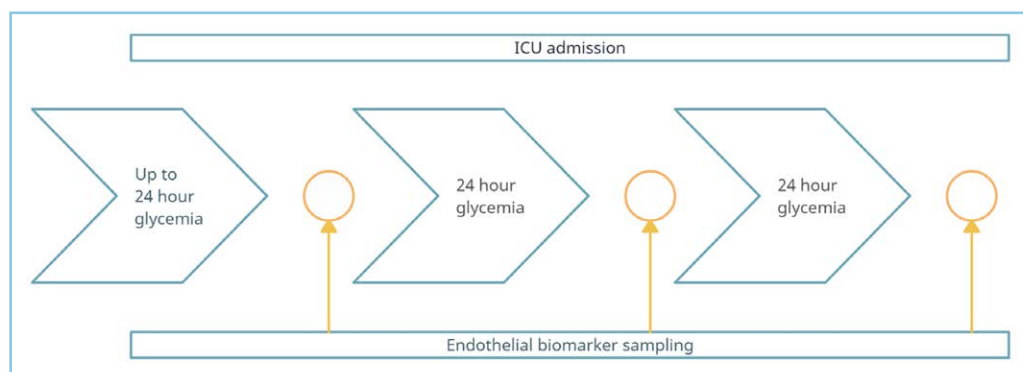 ICU admission
Up to
24 hour
glycemia
24 hour
glycemia
24 hour
glycemia
Endothelial biomarker sampling